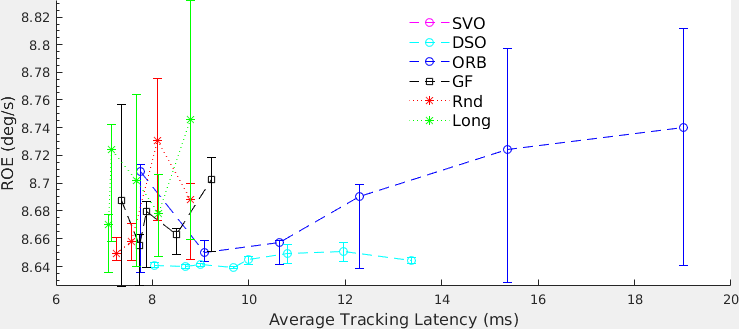 8.82
8.8
8.78
8.76
8.74
8.72
8.7
8.68
8.66
8.64
ROE (deg/s)
SVO
DSO
ORB
GF
Rnd
Long
6 8 10 12 14 16 18 20
Average Tracking Latency (ms)